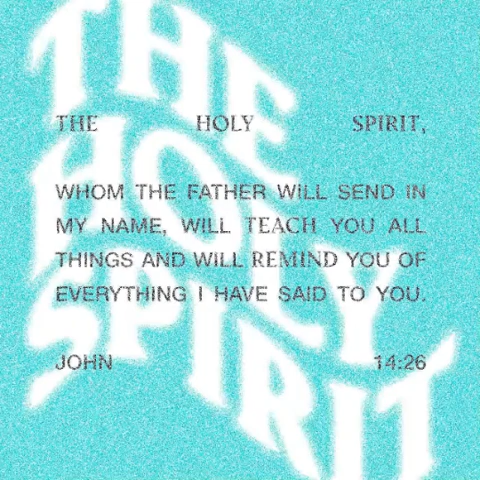 THE
HOLY
SPIRIT
THE HOLY SPIRIT,
WHOM THE FATHER WILL SEND IN
MY NAME, WILL TEACH YOU ALL
THINGS AND WILL REMIND YOU OF
EVERYTHING I HAVE SAID TO YOU.
JOHN 14:26